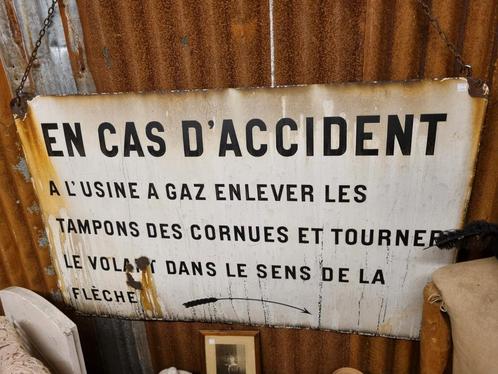 EN CAS D'ACCIDENT
A L'USINE A GAZ ENLEVER LES
TAMPONS DES CORNUES ET TOURNER
LE VOLANT DANS LE SENS DE LA
FLÈCHE